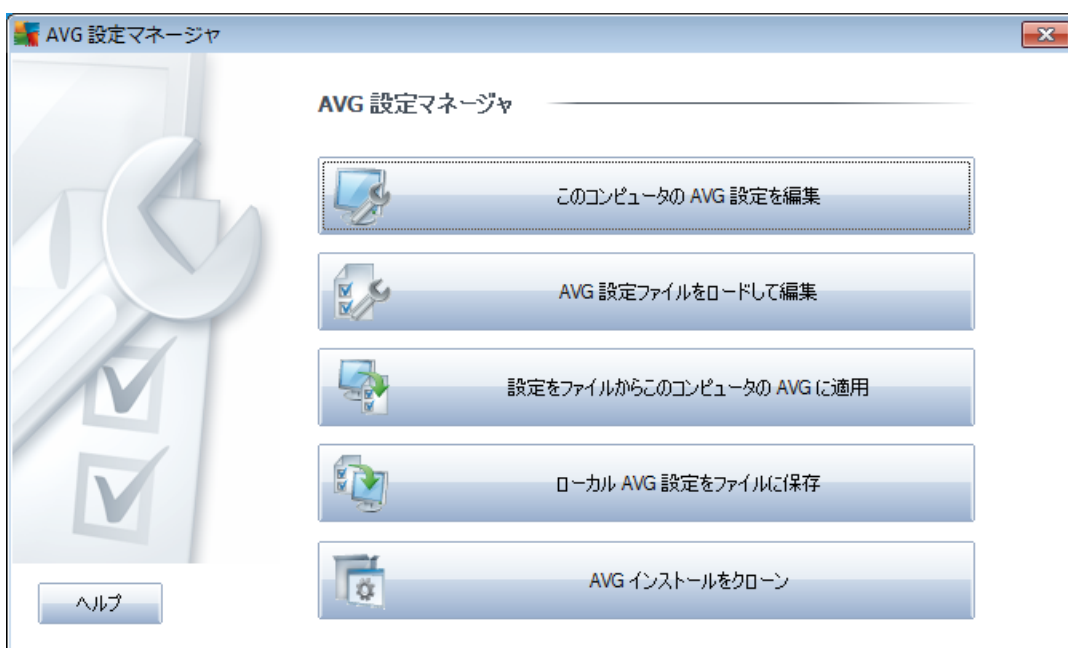 AVG 設定マネージャ
AVG 設定マネージャ
このコンピュータの AVG 設定を編集
AVG 設定ファイルをロードして編集
設定をファイルからこのコンピュータの AVG に適用
ローカル AVG 設定をファイルに保存
AVG インストールをクローン
ヘルプ